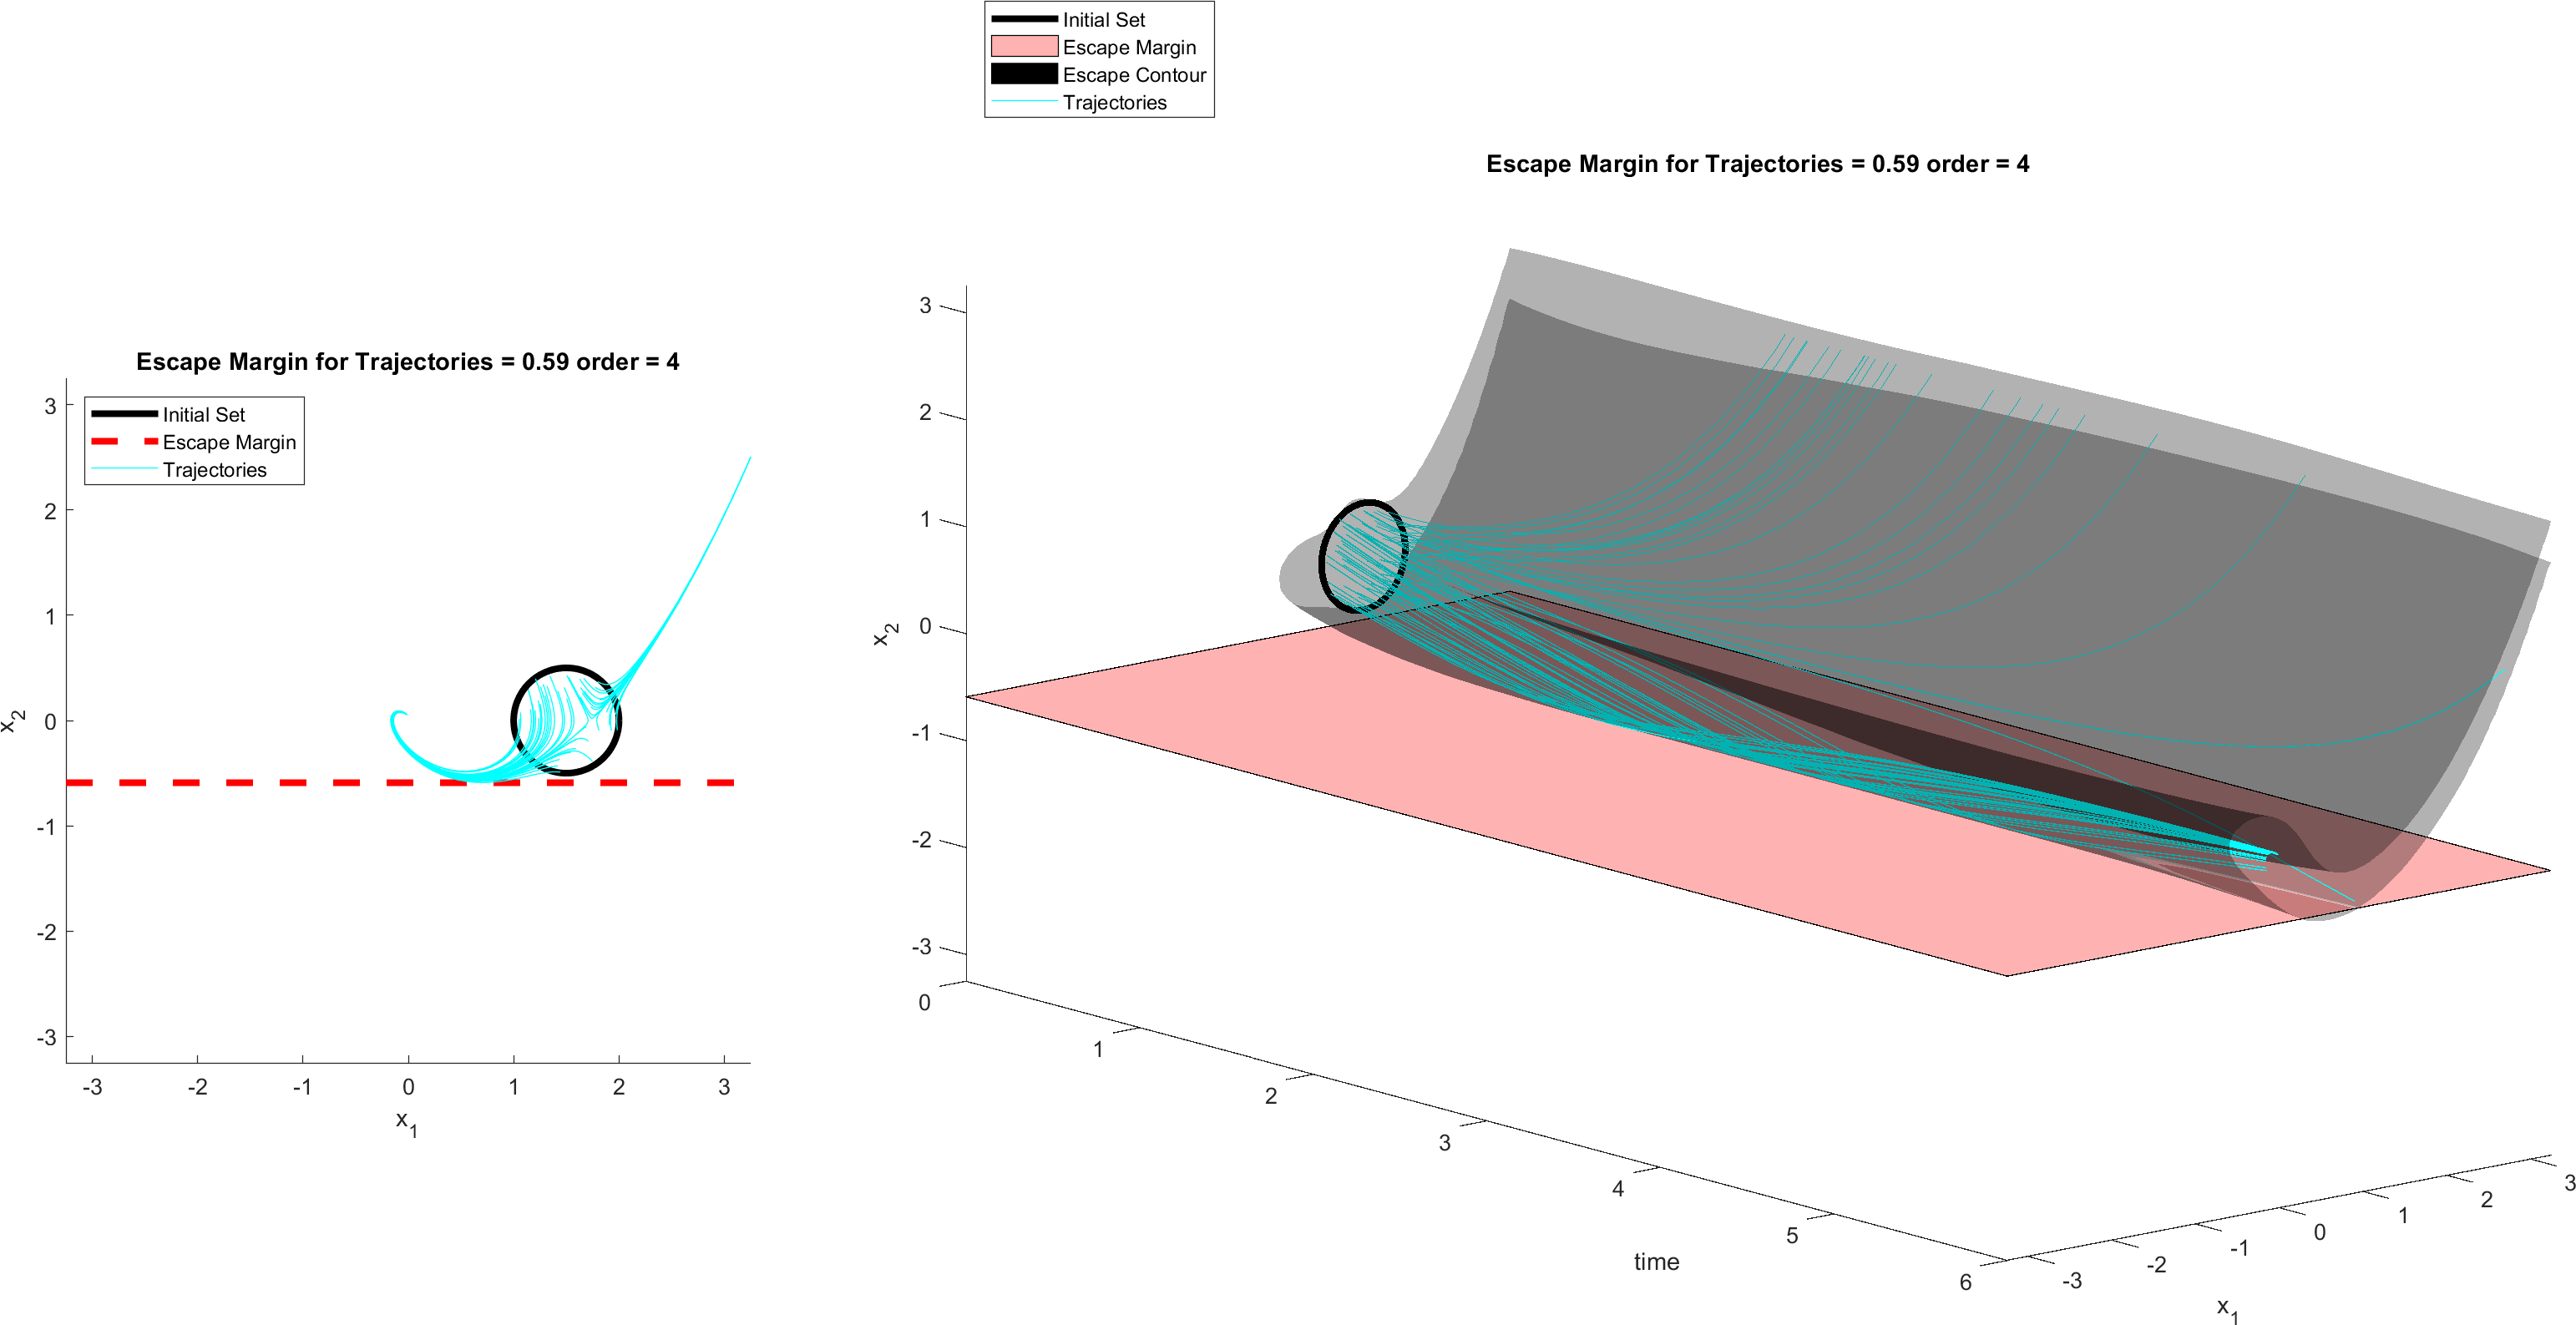 Escape Margin for Trajectories = 0.59 order = 4
Initial Set
Escape Margin
Trajectories
3
2
1
0
-1
-2
-3
x2
-3
-2
-1
0
1
2
3
x1
Initial Set
Escape Margin
Escape Contour
Trajectories
Escape Margin for Trajectories = 0.59 order = 4
3
2
1
0
-1
-2
-3
x2
0
1
2
3
4
5
6
time
-3
-2
-1
0
1
2
3
x1